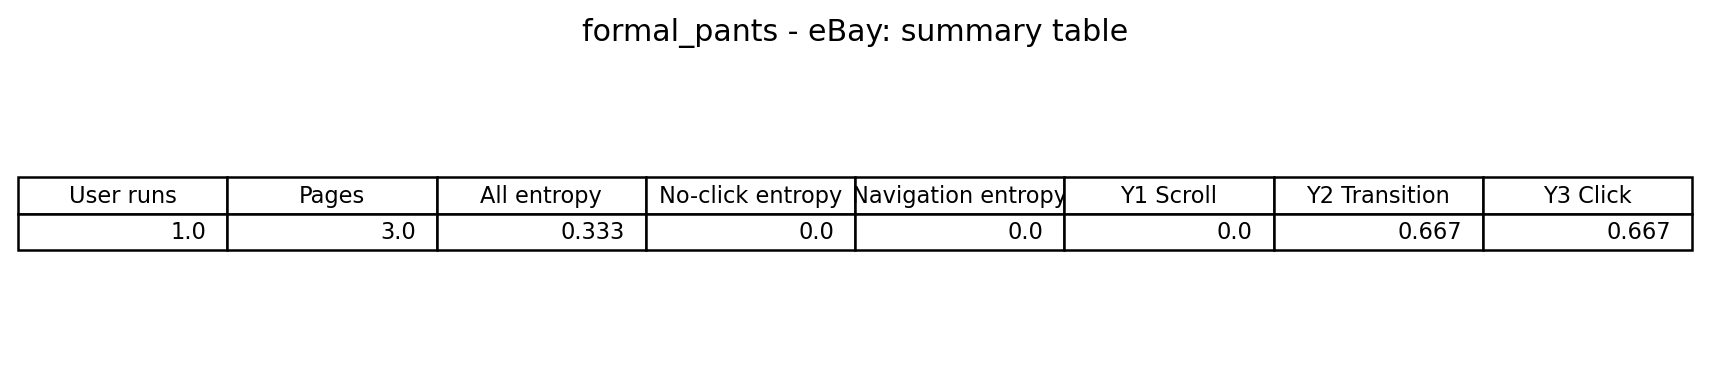 formal_pants - eBay: summary table
User runs Pages All entropy No-click entropy Navigation entropy Y1 Scroll Y2 Transition Y3 Click
1.0 3.0 0.333 0.0 0.0 0.0 0.667 0.667